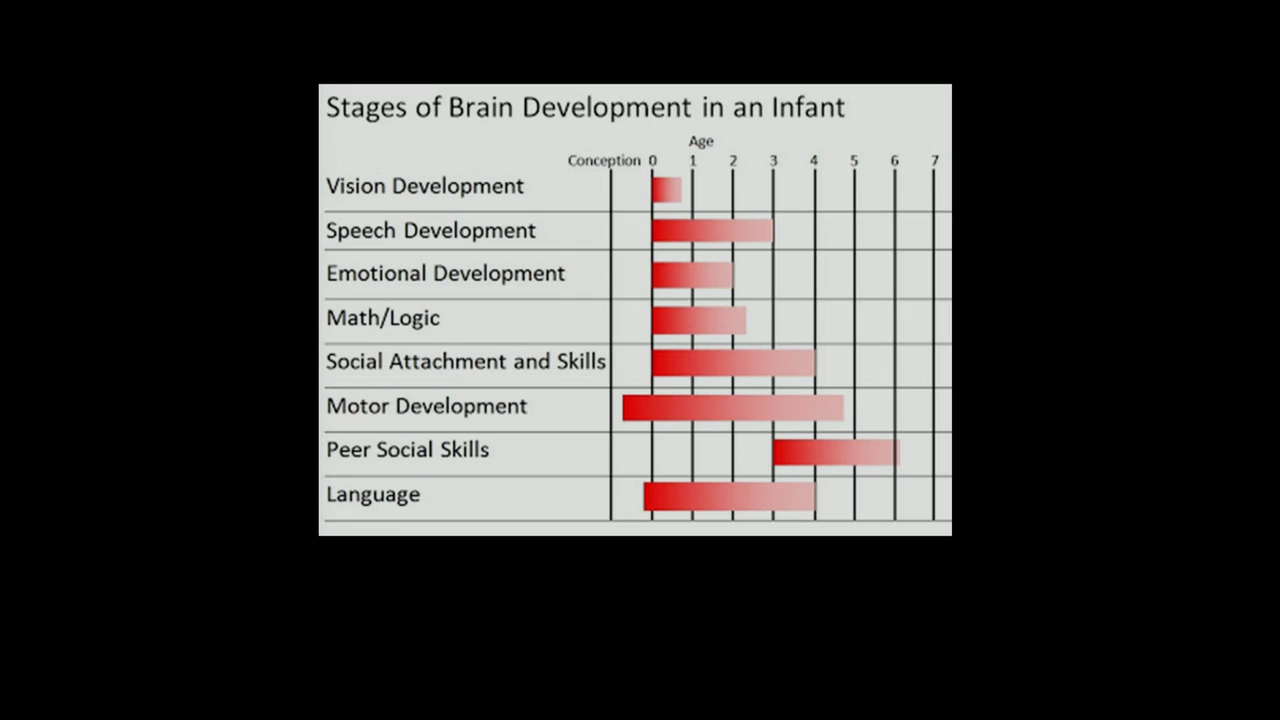 Stages of Brain Development in an Infant
Age
Conception 0 1 2 3 4 5 6 7
Vision Development
Speech Development
Emotional Development
Math/Logic
Social Attachment and Skills
Motor Development
Peer Social Skills
Language